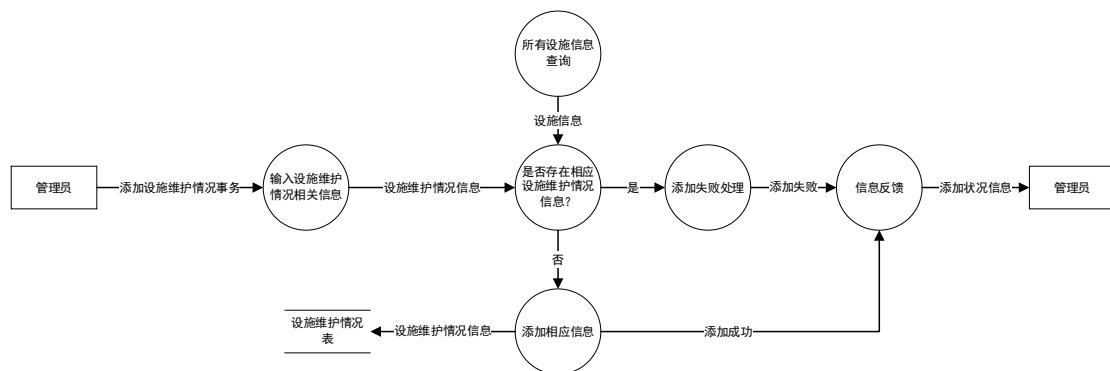 所有设施信息
查询
设施信息
管理员
添加设施维护情况事务
输入设施维护
情况相关信息
设施维护情况信息
是否存在相应
设施维护情况
信息?
是
添加失败处理
添加失败
信息反馈
添加状况信息
管理员
否
设施维护情况
表
设施维护情况信息
添加相应信息
添加成功